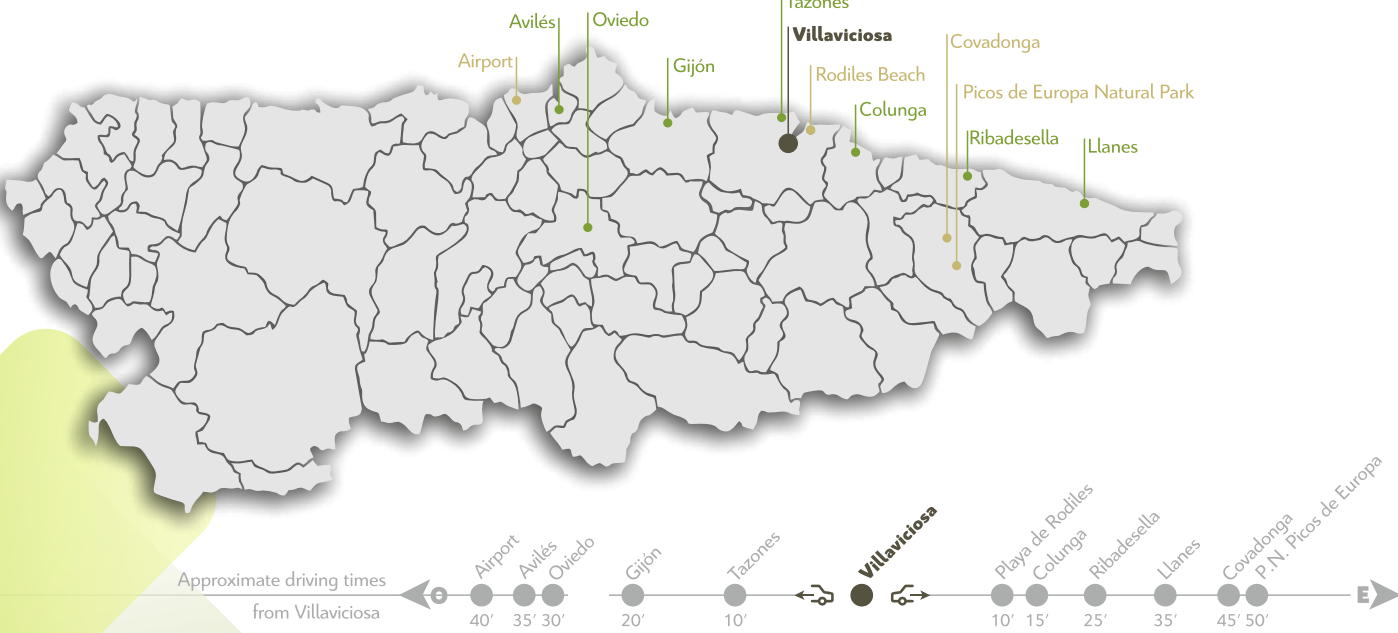 Tazones
Avilés
Oviedo
Villaviciosa
Covadonga
Airport
Gijón
Rodiles Beach
Picos de Europa Natural Park
Colunga
Ribadesella
Llanes
Approximate driving times
from Villaviciosa
O
Airport
Avilés
Oviedo
Gijón
Tazones
Villaviciosa
Playa de Rodiles
Colunga
Ribadesella
Llanes
Covadonga
P.N. Picos de Europa
E
40’ 35’ 30’ 20’ 10’ 10’ 15’ 25’ 35’ 45’ 50’